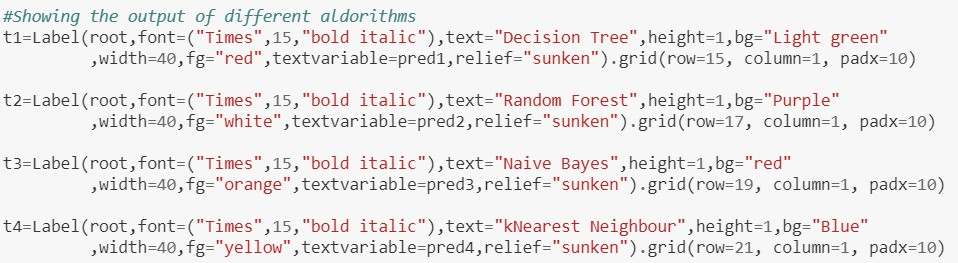 #Showing the output of different aldorithms
t1=Label(root,font=("Times",15,"bold italic"),text="Decision Tree",height=1,bg="Light green"
,width=40,fg="red",textvariable=pred1,relief="sunken").grid(row=15, column=1, padx=10)
t2=Label(root,font=("Times",15,"bold italic"),text="Random Forest",height=1,bg="Purple"
,width=40,fg="white",textvariable=pred2,relief="sunken").grid(row=17, column=1, padx=10)
t3=Label(root,font=("Times",15,"bold italic"),text="Naive Bayes",height=1,bg="red"
,width=40,fg="orange",textvariable=pred3,relief="sunken").grid(row=19, column=1, padx=10)
t4=Label(root,font=("Times",15,"bold italic"),text="kNearest Neighbour",height=1,bg="Blue"
,width=40,fg="yellow",textvariable=pred4,relief="sunken").grid(row=21, column=1, padx=10)